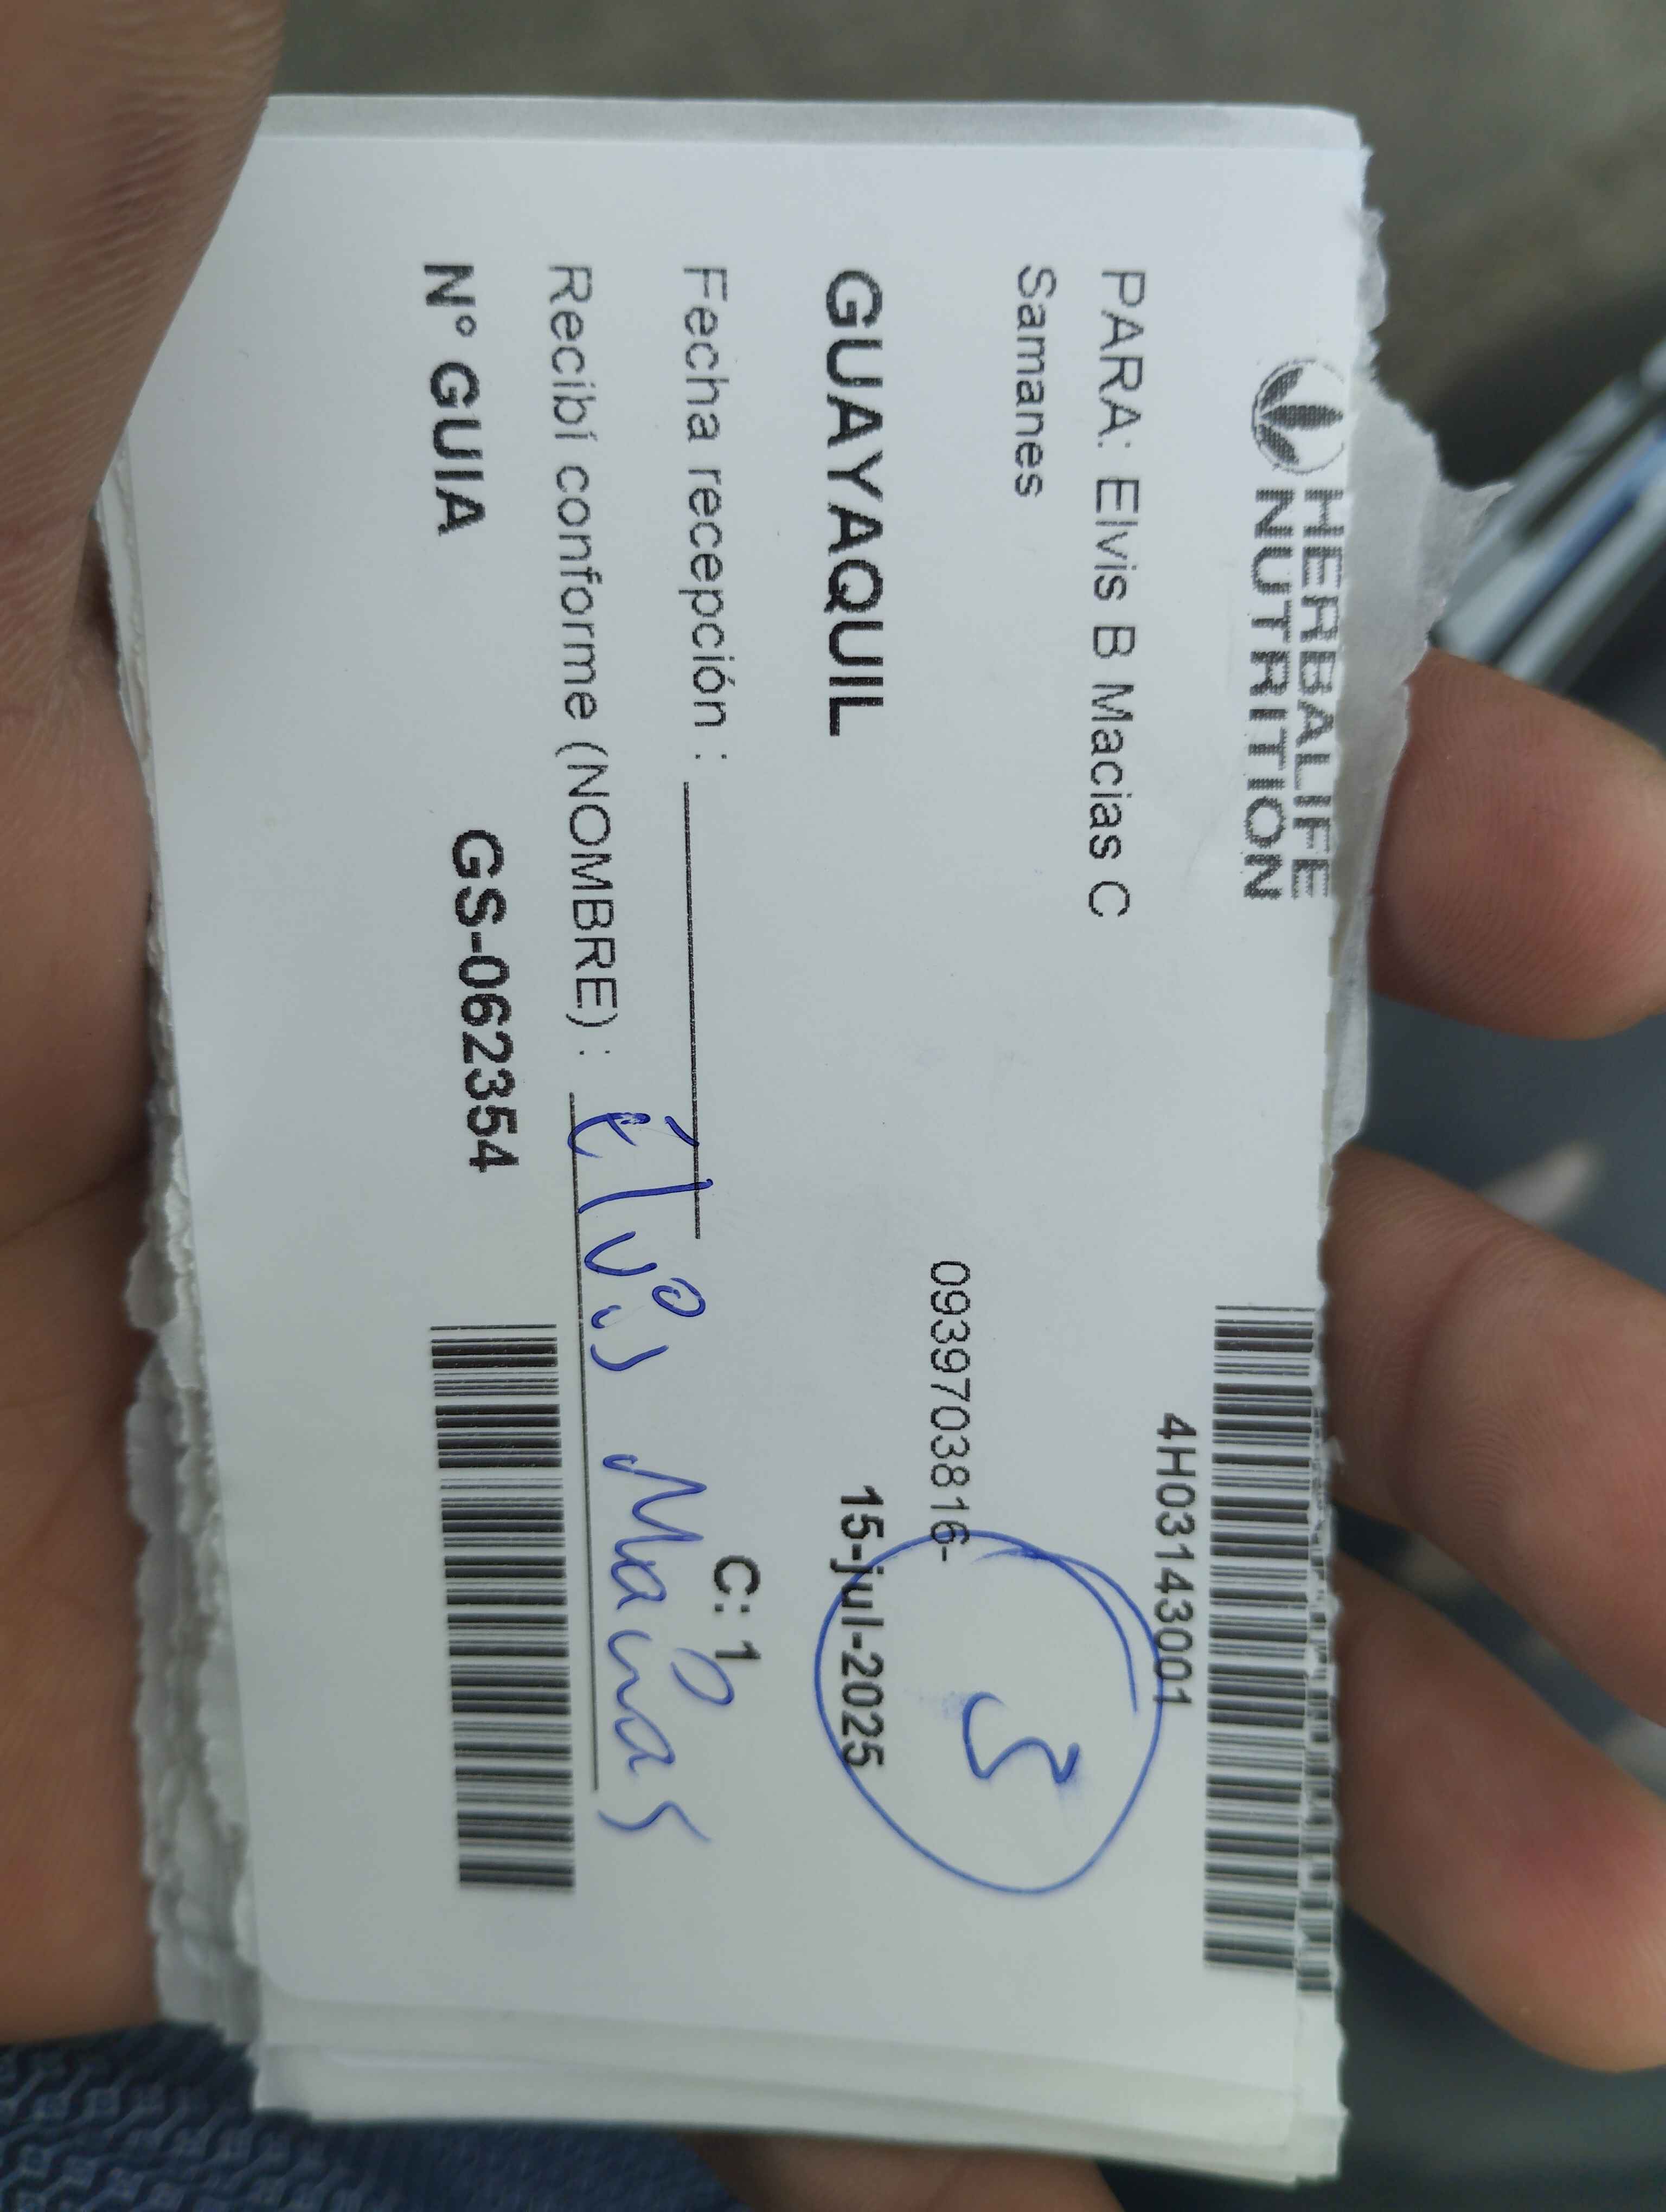 HERBALIFE
NUTRITION
4H03143001
PARA: Elvis B Macias C
Samanes
0939703816-
5
GUAYAQUIL
15-jul-2025
Fecha recepción :
C: 1
Recibí conforme (NOMBRE) : Elvis Macias
N° GUIA GS-062354